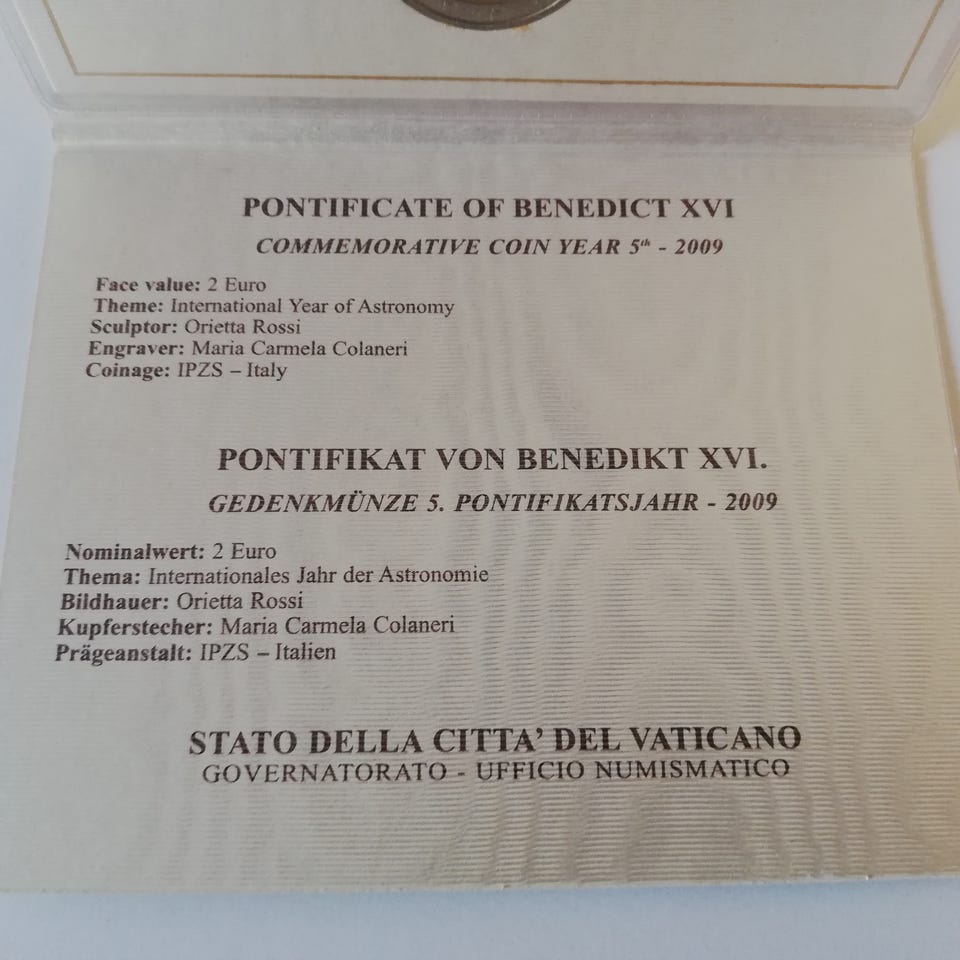 PONTIFICATE OF BENEDICT XVI
COMMEMORATIVE COIN YEAR 5th - 2009
Face value: 2 Euro
Theme: International Year of Astronomy
Sculptor: Orietta Rossi
Engraver: Maria Carmela Colaneri
Coinage: IPZS – Italy
PONTIFIKAT VON BENEDIKT XVI.
GEDENKMÜNZE 5. PONTIFIKATSJAHR - 2009
Nominalwert: 2 Euro
Thema: Internationales Jahr der Astronomie
Bildhauer: Orietta Rossi
Kupferstecher: Maria Carmela Colaneri
Prägeanstalt: IPZS – Italien
STATO DELLA CITTA’ DEL VATICANO
GOVERNATORATO - UFFICIO NUMISMATICO